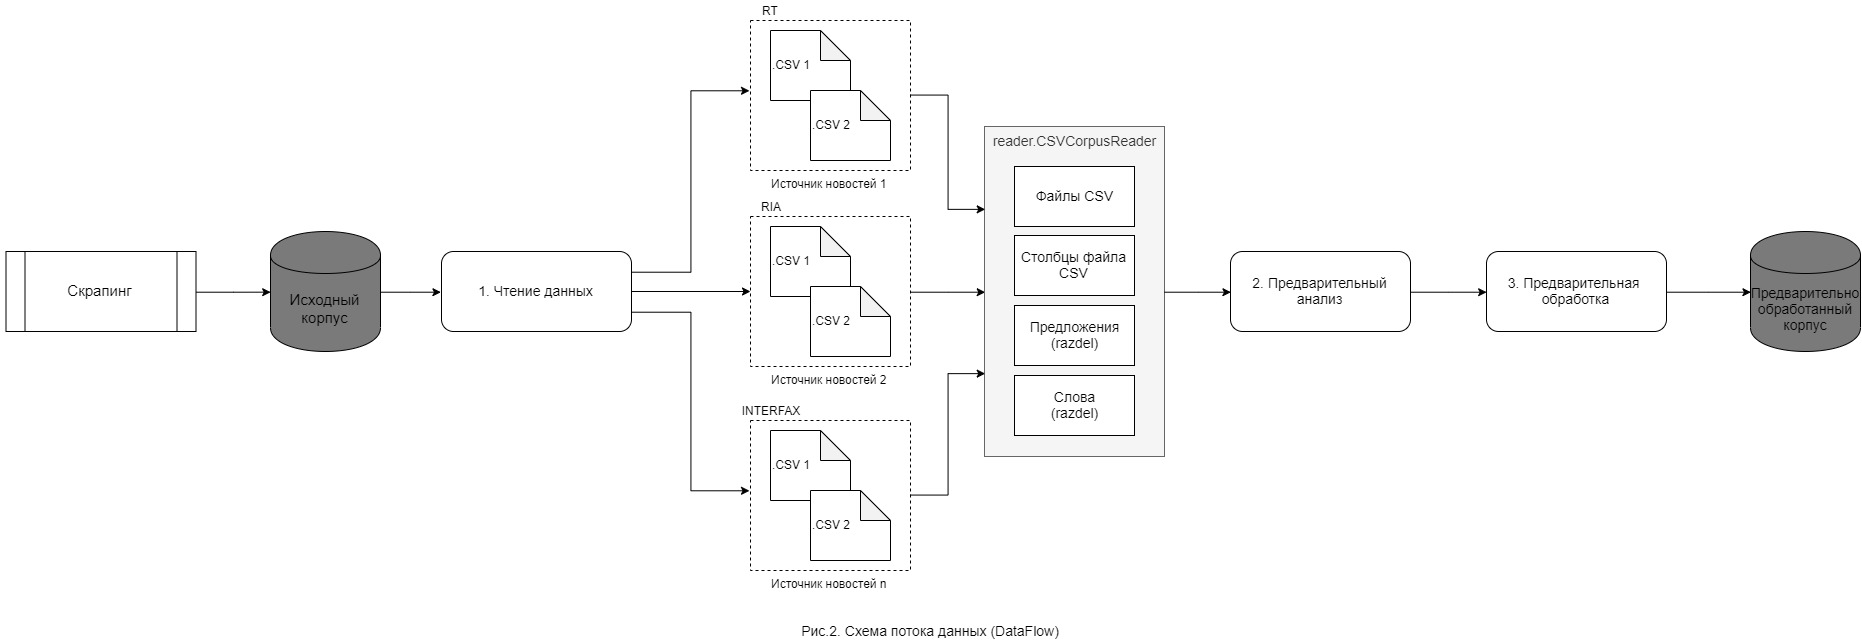 Скрапинг
Исходный
корпус
1. Чтение данных
RT
.CSV 1
.CSV 2
Источник новостей 1
RIA
.CSV 1
.CSV 2
Источник новостей 2
INTERFAX
.CSV 1
.CSV 2
Источник новостей n
reader.CSVCorpusReader
Файлы CSV
Столбцы файла
CSV
Предложения
(razdel)
Слова
(razdel)
2. Предварительный
анализ
3. Предварительная
обработка
Предварительно
обработанный
корпус
Рис.2. Схема потока данных (DataFlow)